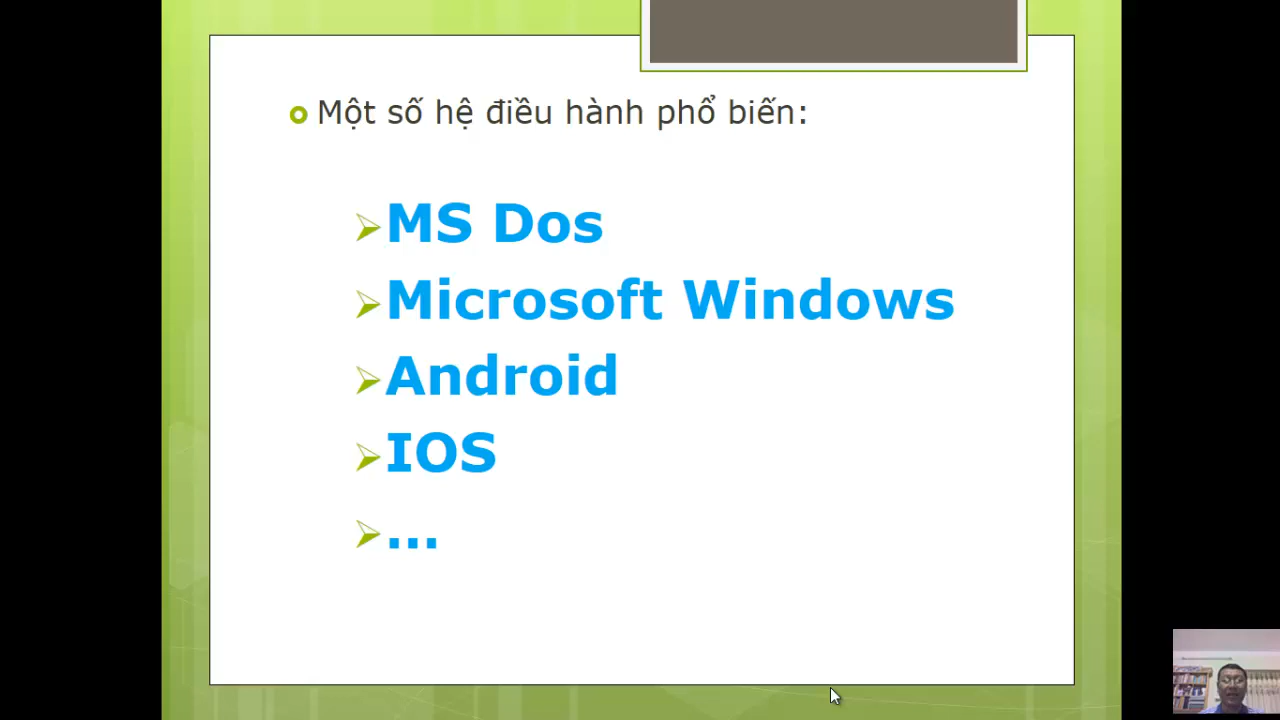 Một số hệ điều hành phổ biến:
MS Dos
Microsoft Windows
Android
IOS
...